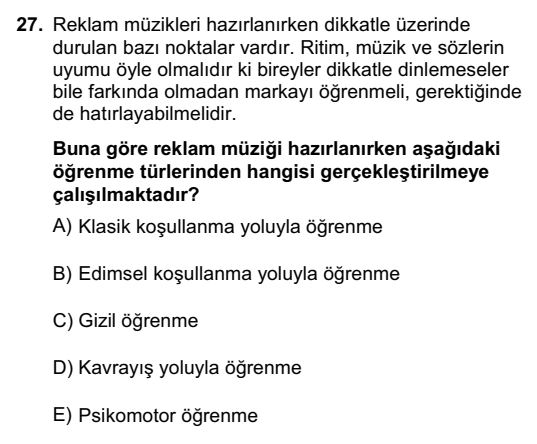 27. Reklam müzikleri hazırlanırken dikkatle üzerinde
durulan bazı noktalar vardır. Ritim, müzik ve sözlerin
uyumu öyle olmalıdır ki bireyler dikkatle dinlemeseler
bile farkında olmadan markayı öğrenmeli, gerektiğinde
de hatırlayabilmelidir.
Buna göre reklam müziği hazırlanırken aşağıdaki
öğrenme türlerinden hangisi gerçekleştirilmeye
çalışılmaktadır?
A) Klasik koşullanma yoluyla öğrenme
B) Edimsel koşullanma yoluyla öğrenme
C) Gizil öğrenme
D) Kavrayış yoluyla öğrenme
E) Psikomotor öğrenme